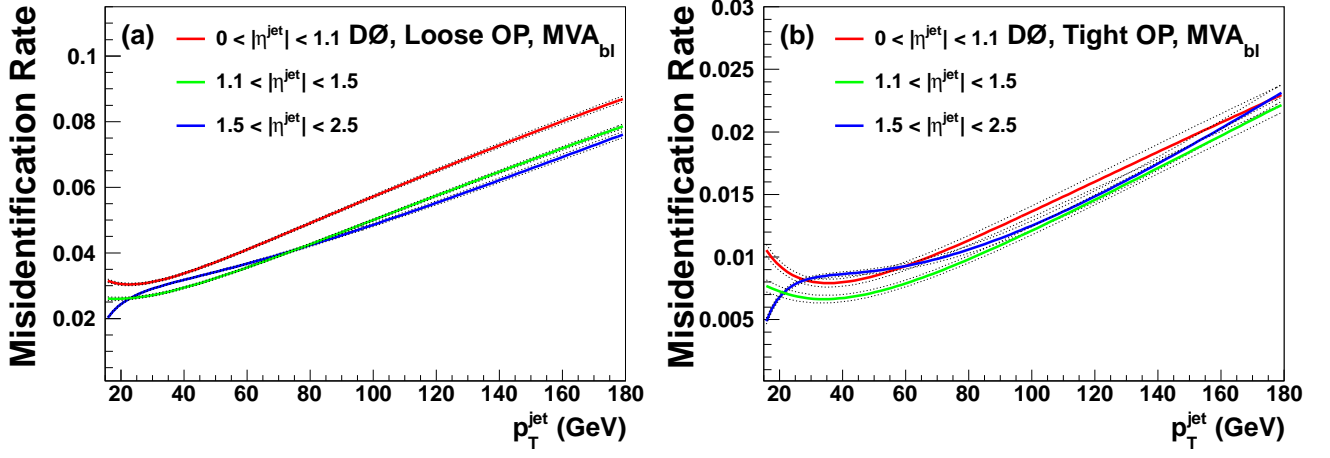 (a) 0 < |η^jet| < 1.1 DØ, Loose OP, MVA_bl
1.1 < |η^jet| < 1.5
1.5 < |η^jet| < 2.5
Misidentification Rate
0.1
0.08
0.06
0.04
0.02
20 40 60 80 100 120 140 160 180
p_T^jet (GeV)
(b) 0 < |η^jet| < 1.1 DØ, Tight OP, MVA_bl
1.1 < |η^jet| < 1.5
1.5 < |η^jet| < 2.5
Misidentification Rate
0.03
0.025
0.02
0.015
0.01
0.005
0.000
20 40 60 80 100 120 140 160 180
p_T^jet (GeV)